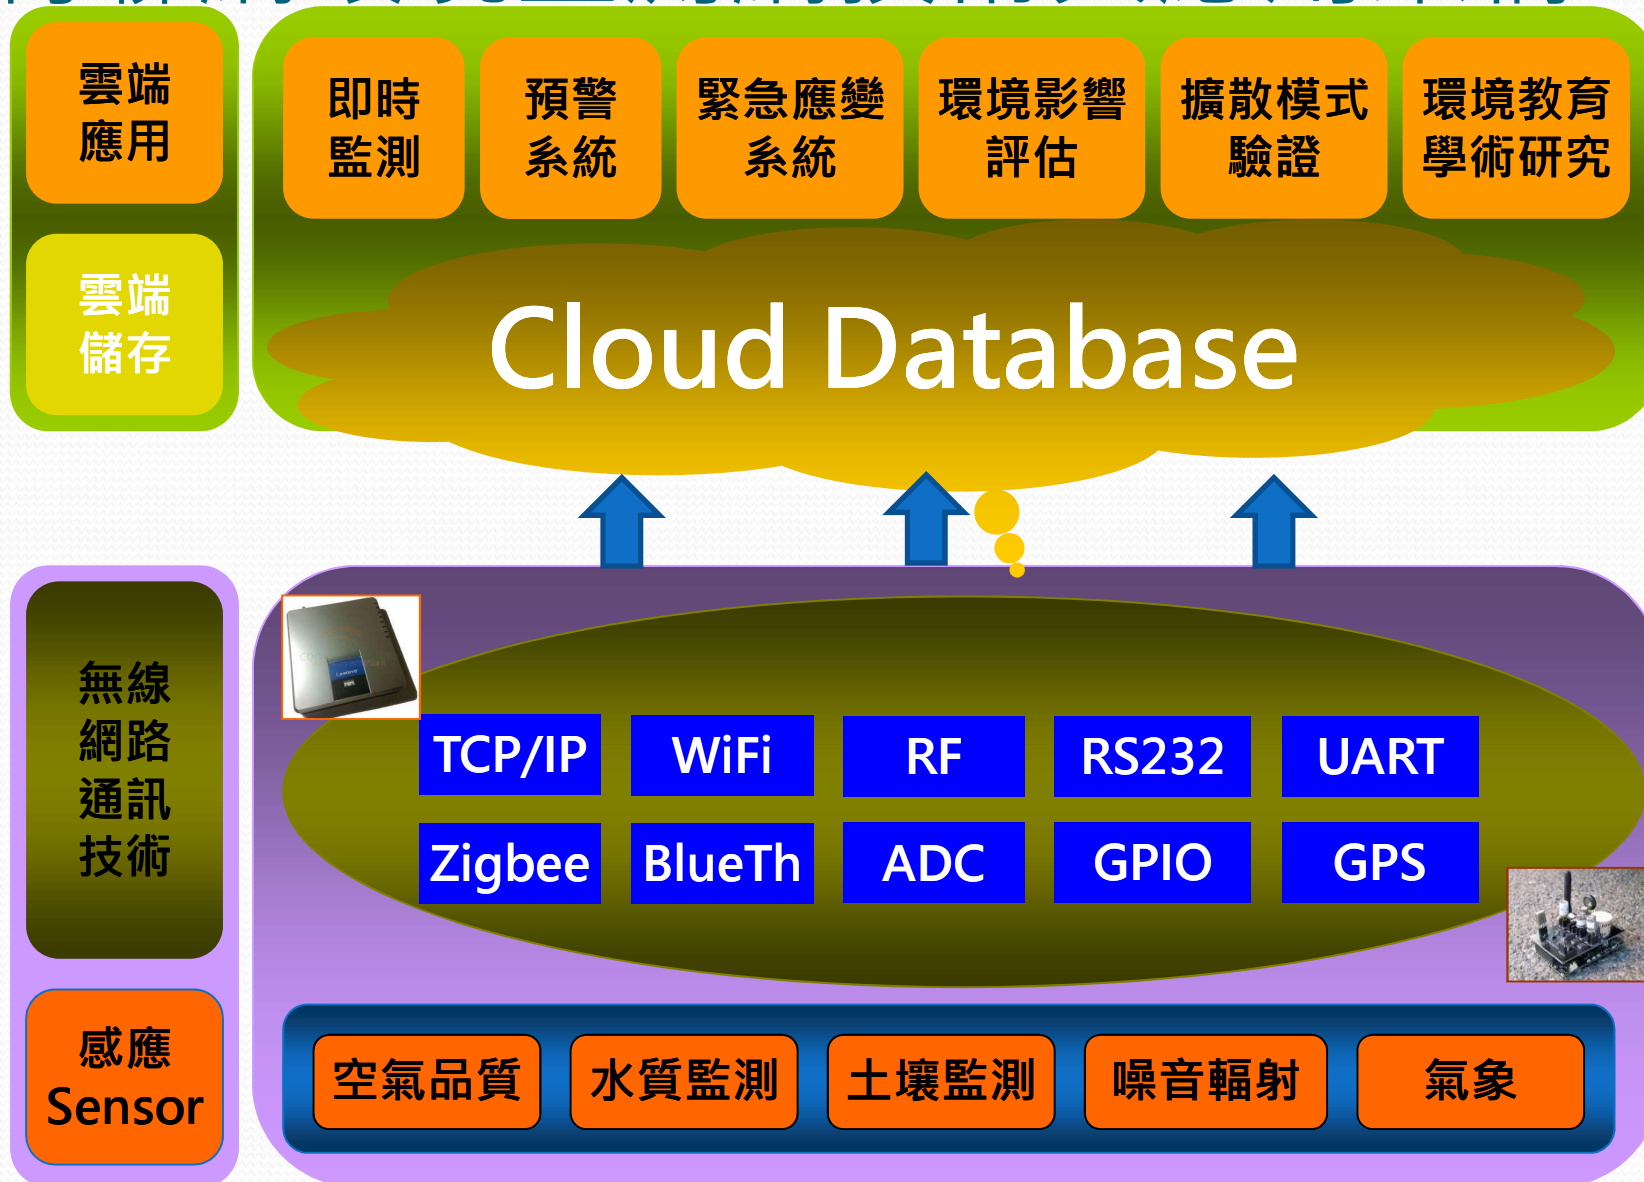 雲端
應用
即時
監測
預警
系統
緊急應變
系統
環境影響
評估
擴散模式
驗證
環境教育
學術研究
雲端
儲存
Cloud Database
無線
網路
通訊
技術
TCP/IP
WiFi
RF
RS232
UART
Zigbee
BlueTh
ADC
GPIO
GPS
感應
Sensor
空氣品質
水質監測
土壤監測
噪音輻射
氣象